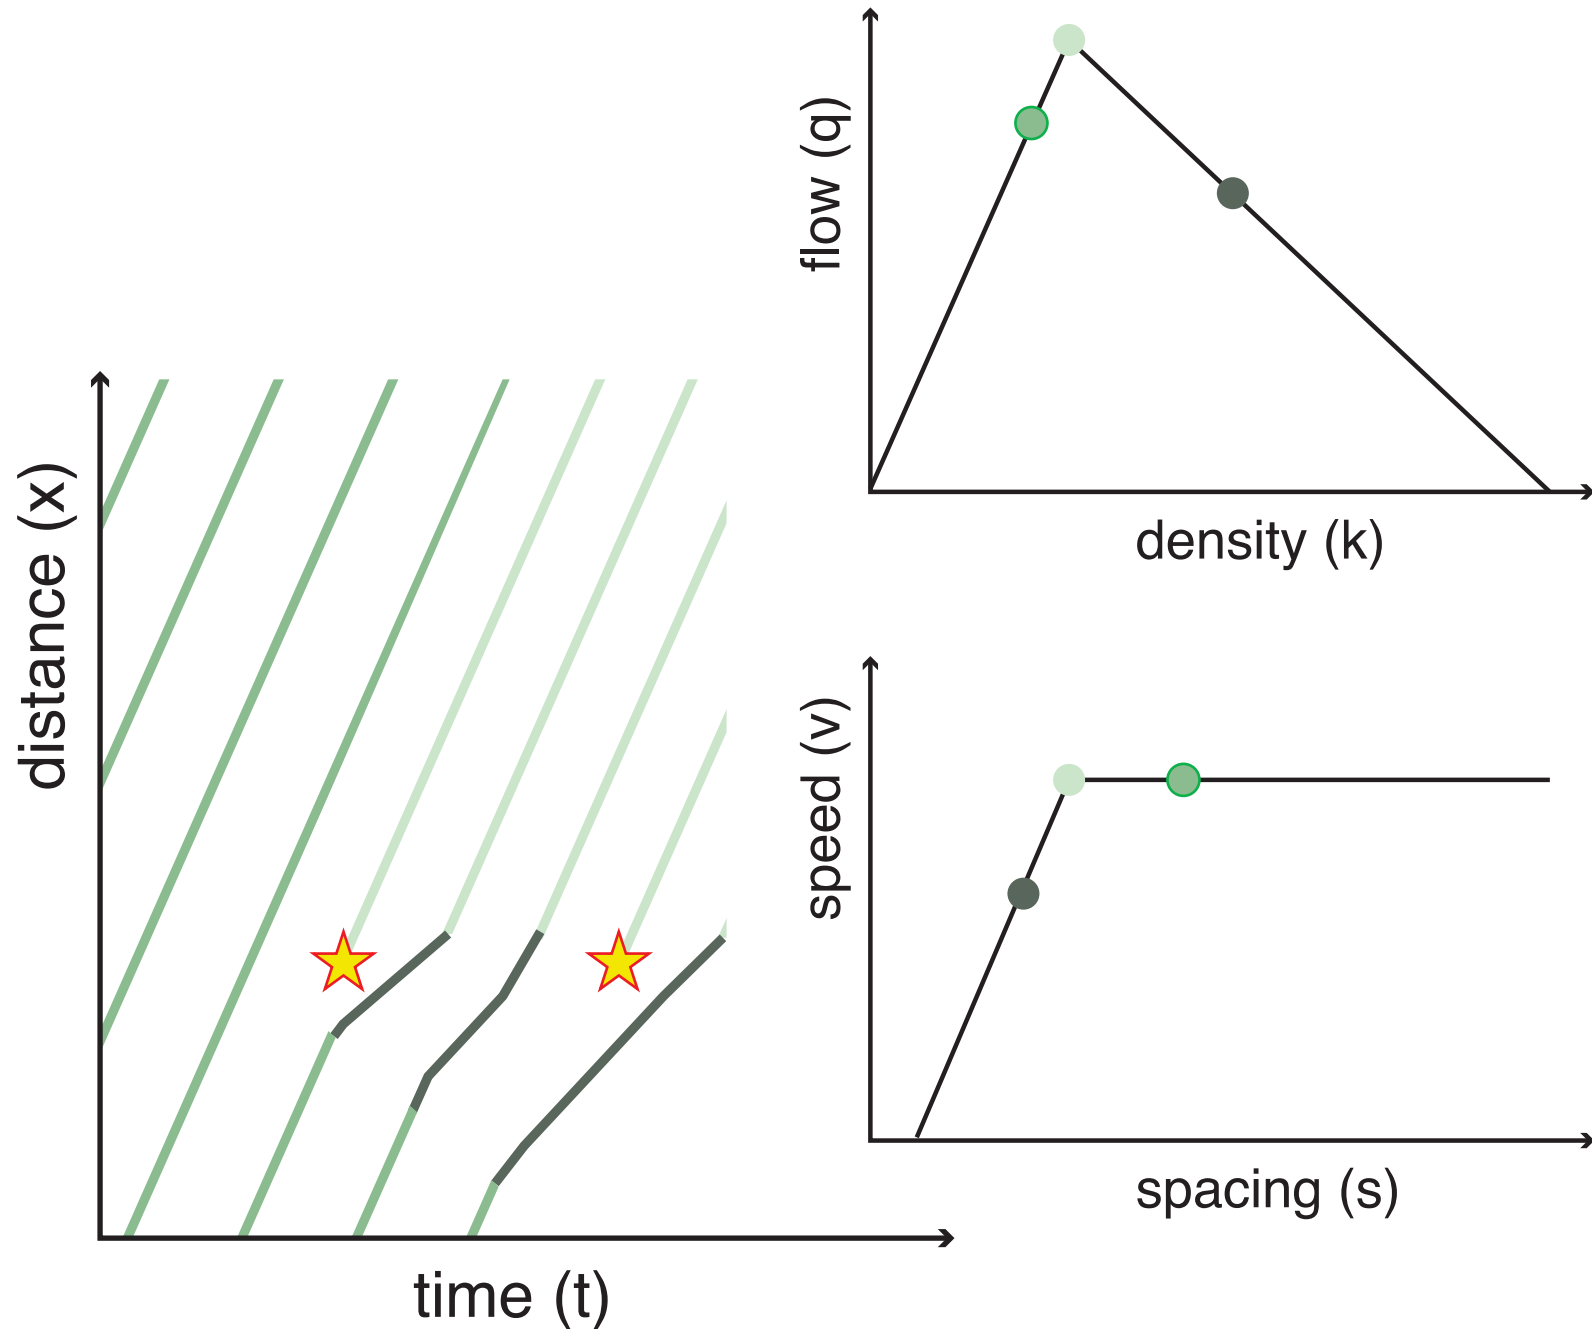 distance (x)
time (t)
flow (q)
density (k)
speed (v)
spacing (s)